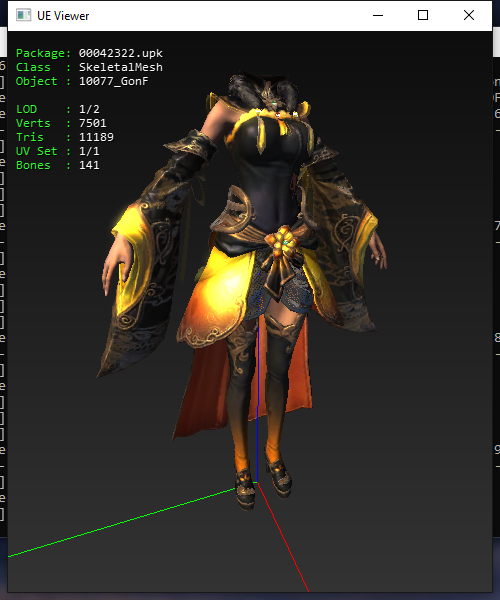 UE Viewer
Package: 00042322.upk
Class : SkeletalMesh
Object : 10077_GonF
LOD : 1/2
Verts : 7501
Tris : 11189
UV Set : 1/1
Bones : 141